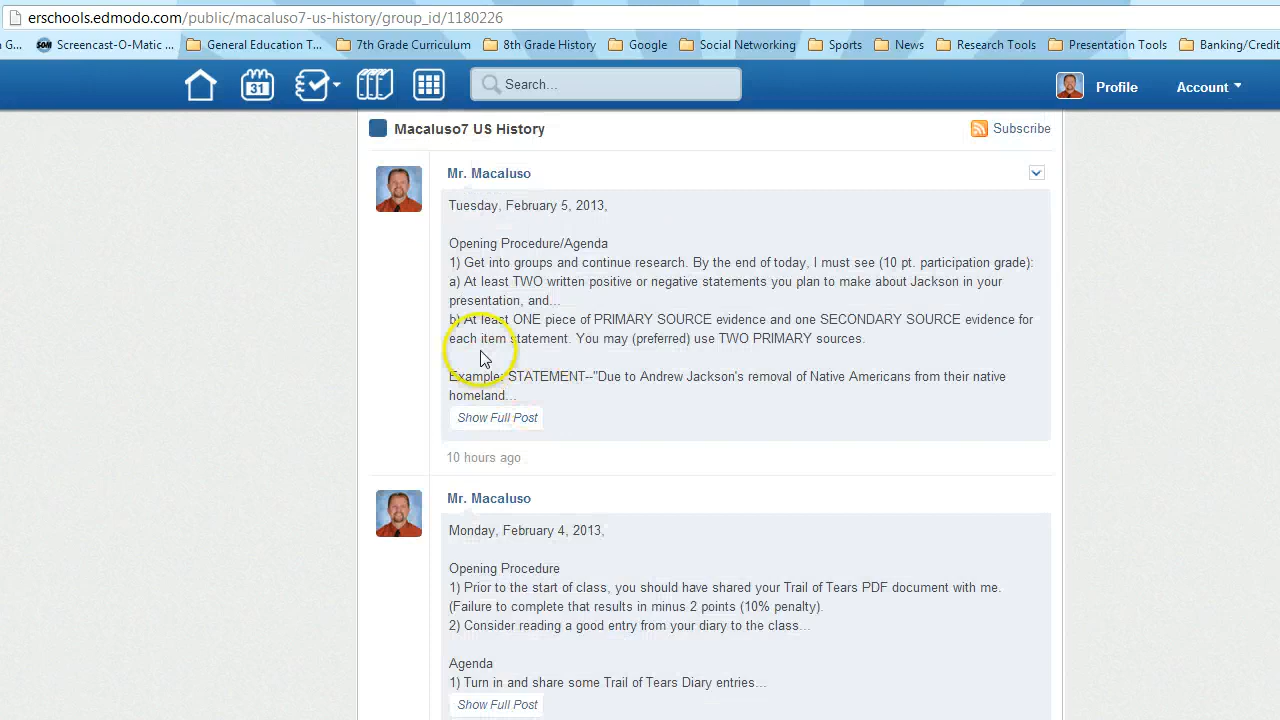 erschools.edmodo.com/public/macaluso7-us-history/group_id/1180226
G... Screencast-O-Matic ... General Education T... 7th Grade Curriculum 8th Grade History Google Social Networking Sports News Research Tools Presentation Tools Banking/Credit
31 Search... Profile Account
Macaluso7 US History Subscribe
Mr. Macaluso
Tuesday, February 5, 2013,
Opening Procedure/Agenda
1) Get into groups and continue research. By the end of today, I must see (10 pt. participation grade):
a) At least TWO written positive or negative statements you plan to make about Jackson in your
presentation, and...
b) At least ONE piece of PRIMARY SOURCE evidence and one SECONDARY SOURCE evidence for
each item statement. You may (preferred) use TWO PRIMARY sources.
Example: STATEMENT--"Due to Andrew Jackson's removal of Native Americans from their native
homeland...
Show Full Post
10 hours ago
Mr. Macaluso
Monday, February 4, 2013,
Opening Procedure
1) Prior to the start of class, you should have shared your Trail of Tears PDF document with me.
(Failure to complete that results in minus 2 points (10% penalty).
2) Consider reading a good entry from your diary to the class...
Agenda
1) Turn in and share some Trail of Tears Diary entries...
Show Full Post